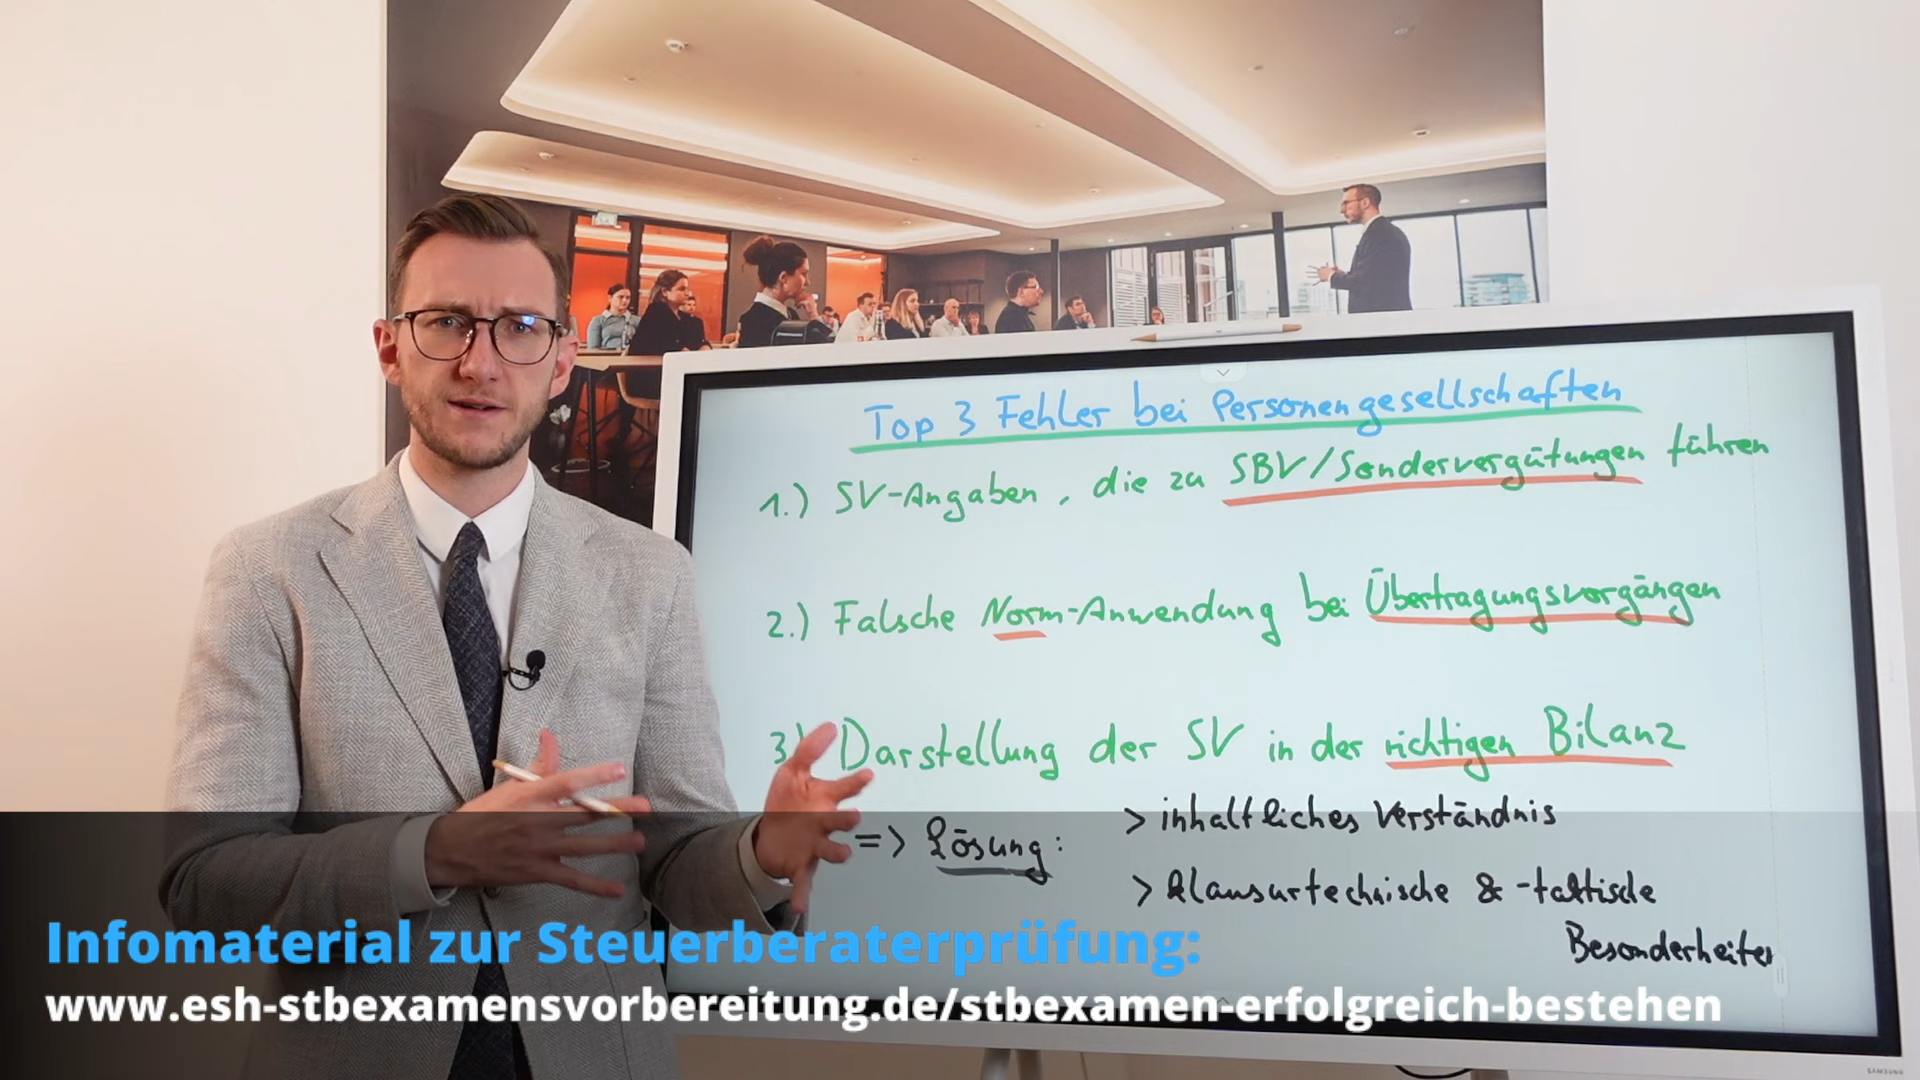 Top 3 Fehler bei Personengesellschaften
1.) SV-Angaben, die zu SBV/Sondervergütungen führen
2.) Falsche Norm-Anwendung bei Übertragungsvorgängen
3.) Darstellung der SV in der richtigen Bilanz
=> Lösung:
> inhaltliches Verständnis
> klausurtechnische & -taktische
Besonderheiten
Infomaterial zur Steuerberaterprüfung:
www.esh-stbexamensvorbereitung.de/stbexamen-erfolgreich-bestehen
SAMSUNG